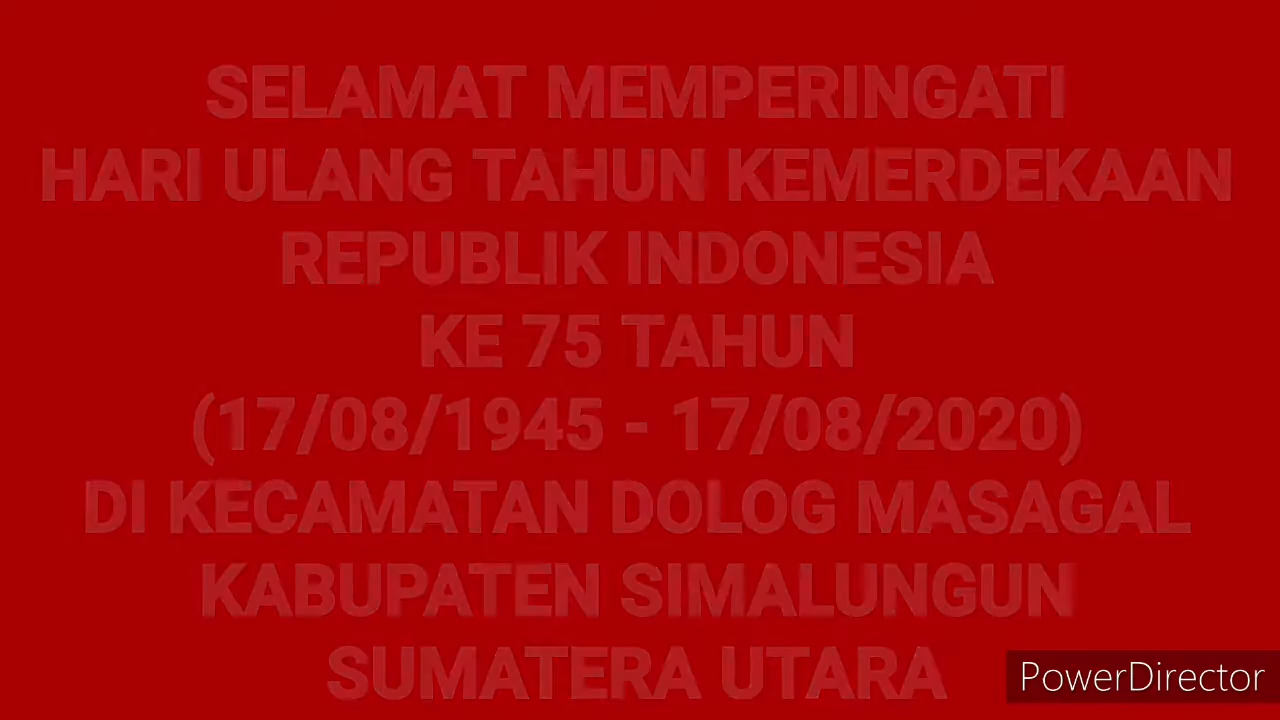 SELAMAT MEMPERINGATI
HARI ULANG TAHUN KEMERDEKAAN
REPUBLIK INDONESIA
KE 75 TAHUN
(17/08/1945 - 17/08/2020)
DI KECAMATAN DOLOG MASAGAL
KABUPATEN SIMALUNGUN
SUMATERA UTARA
PowerDirector